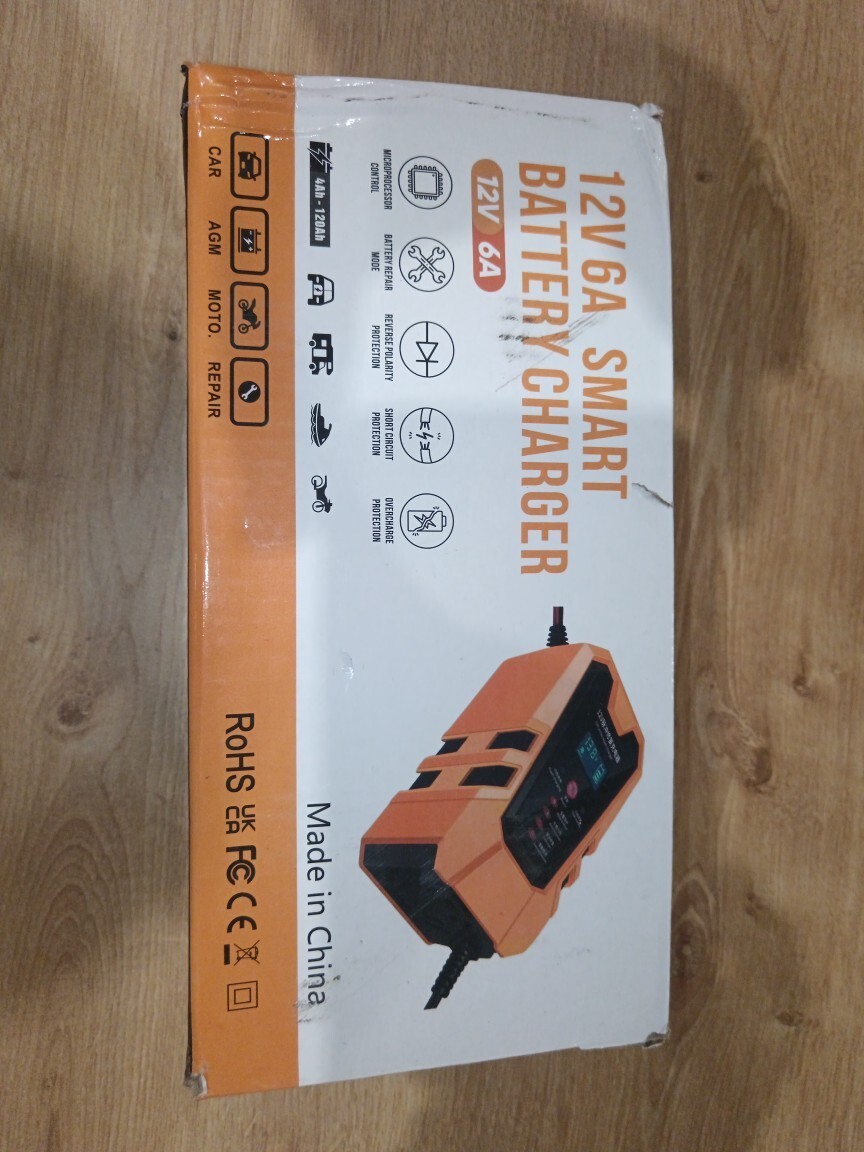 12V 6A SMART
BATTERY CHARGER
12V 6A
MICROPROCESSOR
CONTROL
BATTERY REPAIR
MODE
REVERSE POLARITY
PROTECTION
SHORT CIRCUIT
PROTECTION
OVERCHARGE
PROTECTION
4Ah - 120Ah
Made in China
CAR
AGM
MOTO.
REPAIR
RoHS UK CA FC CE